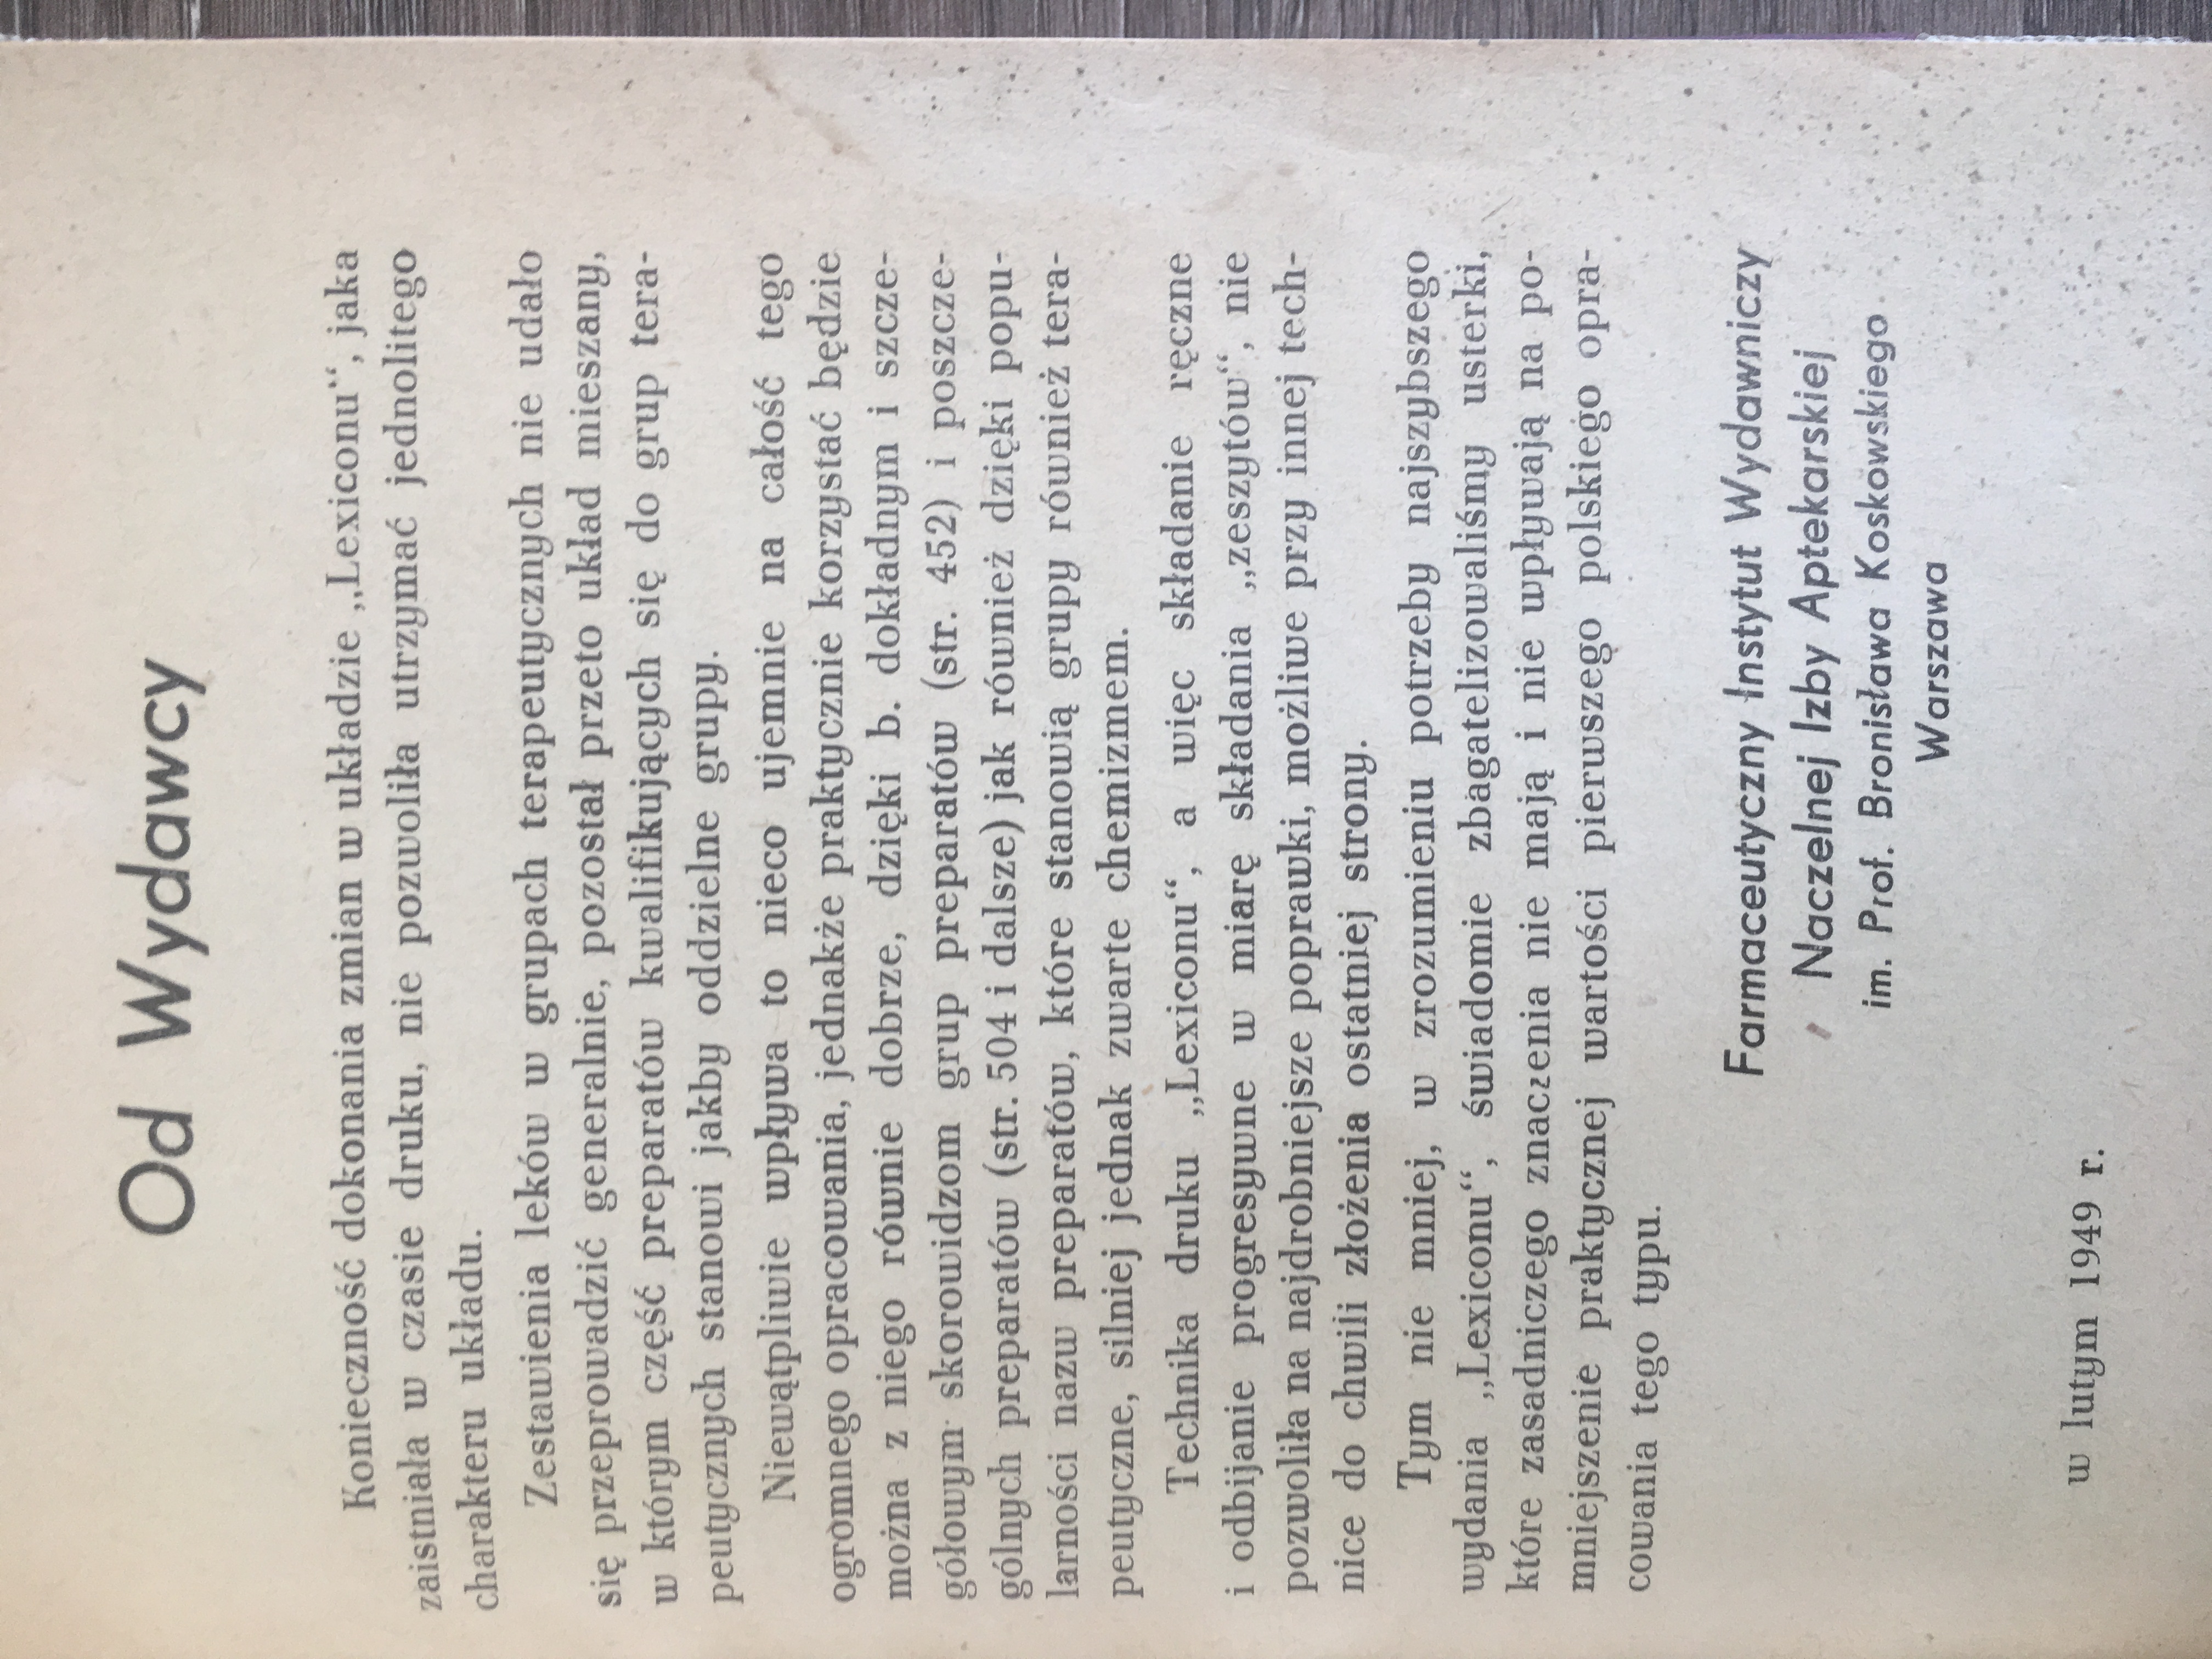 Od Wydawcy
Konieczność dokonania zmian w układzie „Lexiconu“, jaka
zaistniała w czasie druku, nie pozwoliła utrzymać jednolitego
charakteru układu.
Zestawienia leków w grupach terapeutycznych nie udało
się przeprowadzić generalnie, pozostał przeto układ mieszany,
w którym część preparatów kwalifikujących się do grup tera-
peutycznych stanowi jakby oddzielne grupy.
Niewątpliwie wpływa to nieco ujemnie na całość tego
ogromnego opracowania, jednakże praktycznie korzystać będzie
można z niego równie dobrze, dzięki b. dokładnym i szcze-
gółowym skorowidzom grup preparatów (str. 452) i poszcze-
gólnych preparatów (str. 504 i dalsze) jak również dzięki popu-
larności nazw preparatów, które stanowią grupy również tera-
peutyczne, silniej jednak zwarte chemizmem.
Technika druku „Lexiconu“, a więc składanie ręczne
i odbijanie progresywne w miarę składania „zeszytów“, nie
pozwoliła na najdrobniejsze poprawki, możliwe przy innej tech-
nice do chwili złożenia ostatniej strony.
Tym nie mniej, w zrozumieniu potrzeby najszybszego
wydania „Lexiconu“, świadomie zbagatelizowaliśmy usterki,
które zasadniczego znaczenia nie mają i nie wpływają na po-
mniejszenie praktycznej wartości pierwszego polskiego opra-
cowania tego typu.
Farmaceutyczny Instytut Wydawniczy
Naczelnej Izby Aptekarskiej
im. Prof. Bronisława Koskowskiego
Warszawa
w lutym 1949 r.